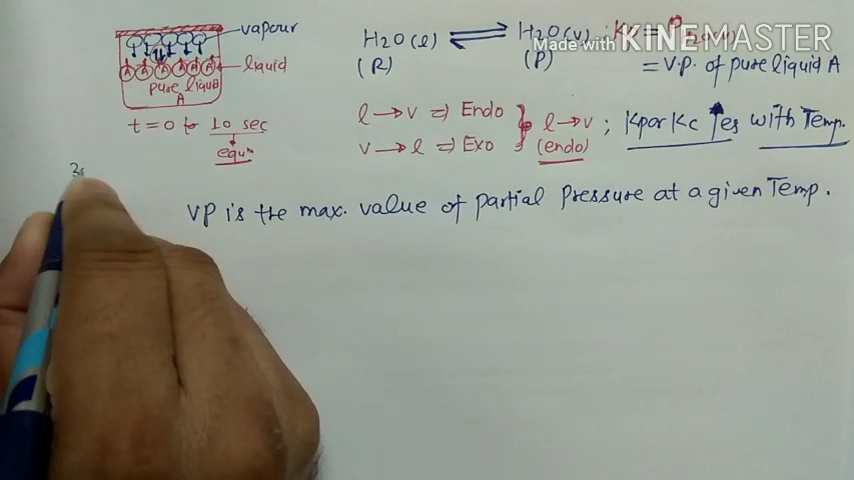 vapour
liquid
A A A A A A
pure liquid
A
t=0 to 10 sec
equⁿ
H2O(l) ⇌ H2O(v) ; Kp = P
(R) (P)
= V.P. of pure liquid A
Made with KINEMASTER
l → v ⇒ Endo
v → l ⇒ Exo
l → v ; Kp or Kc ↑es with Temp.
(endo)
VP is the max. value of partial pressure at a given Temp.